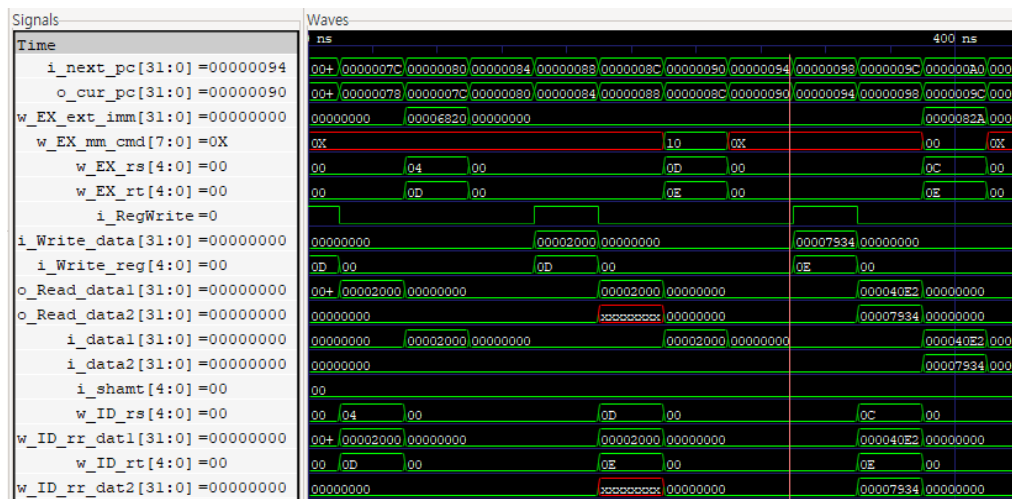 Signals Waves
Time ns 400 ns
i_next_pc[31:0] =00000094 00+ 0000007C 00000080 00000084 00000088 0000008C 00000090 00000094 00000098 0000009C 000000A0 000
o_cur_pc[31:0] =00000090 00+ 00000078 0000007C 00000080 00000084 00000088 0000008C 00000090 00000094 00000098 0000009C 000
w_EX_ext_imm[31:0] =00000000 00000000 00006820 00000000 0000082A 000
w_EX_mm_cmd[7:0] =0X 0X 10 0X 00 0X
w_EX_rs[4:0] =00 00 04 00 0D 00 0C 00
w_EX_rt[4:0] =00 00 0D 00 0E 00 0E 00
i_RegWrite =0
i_Write_data[31:0] =00000000 00000000 00002000 00000000 00007934 00000000
i_Write_reg[4:0] =00 0D 00 0D 00 0E 00
o_Read_data1[31:0] =00000000 00+ 00002000 00000000 00002000 00000000 000040E2 00000000
o_Read_data2[31:0] =00000000 00000000 xxxxxxxx 00000000 00007934 00000000
i_data1[31:0] =00000000 00000000 00002000 00000000 00002000 00000000 000040E2 000
i_data2[31:0] =00000000 00000000 00007934 000
i_shamt[4:0] =00 00
w_ID_rs[4:0] =00 00 04 00 0D 00 0C 00
w_ID_rr_dat1[31:0] =00000000 00+ 00002000 00000000 00002000 00000000 000040E2 00000000
w_ID_rt[4:0] =00 00 0D 00 0E 00 0E 00
w_ID_rr_dat2[31:0] =00000000 00000000 xxxxxxxx 00000000 00007934 00000000